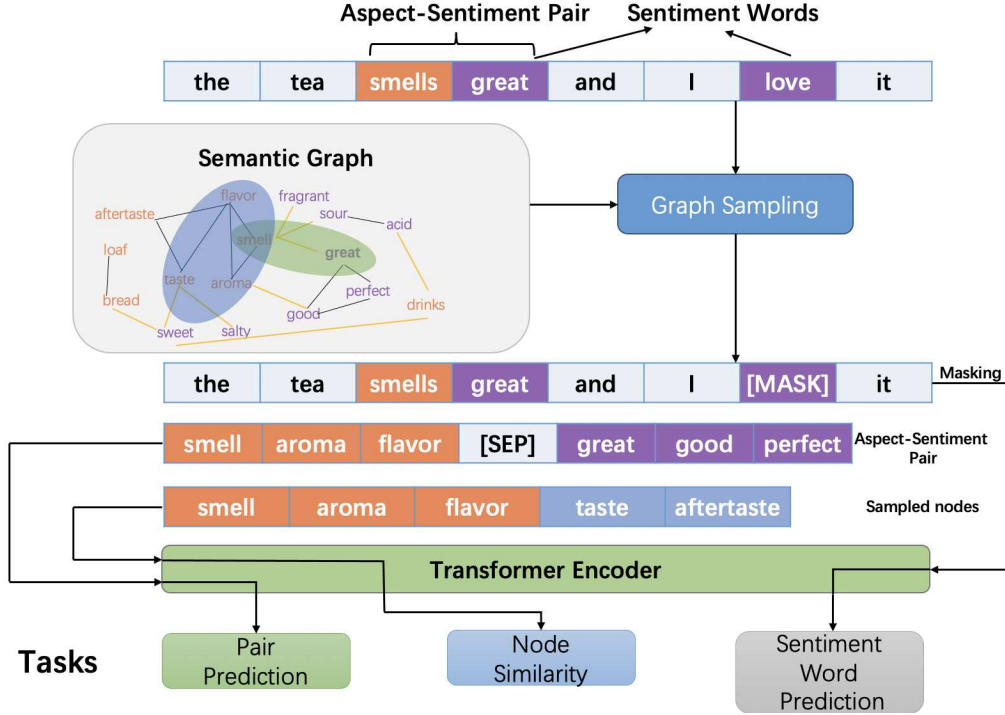 Aspect-Sentiment Pair Sentiment Words
the tea smells great and I love it
Semantic Graph
flavor fragrant
aftertaste sour acid
loaf smell great
taste aroma perfect
bread good drinks
sweet salty
Graph Sampling
the tea smells great and I [MASK] it Masking
smell aroma flavor [SEP] great good perfect Aspect-Sentiment
Pair
smell aroma flavor taste aftertaste Sampled nodes
Transformer Encoder
Tasks
Pair
Prediction
Node
Similarity
Sentiment
Word
Prediction